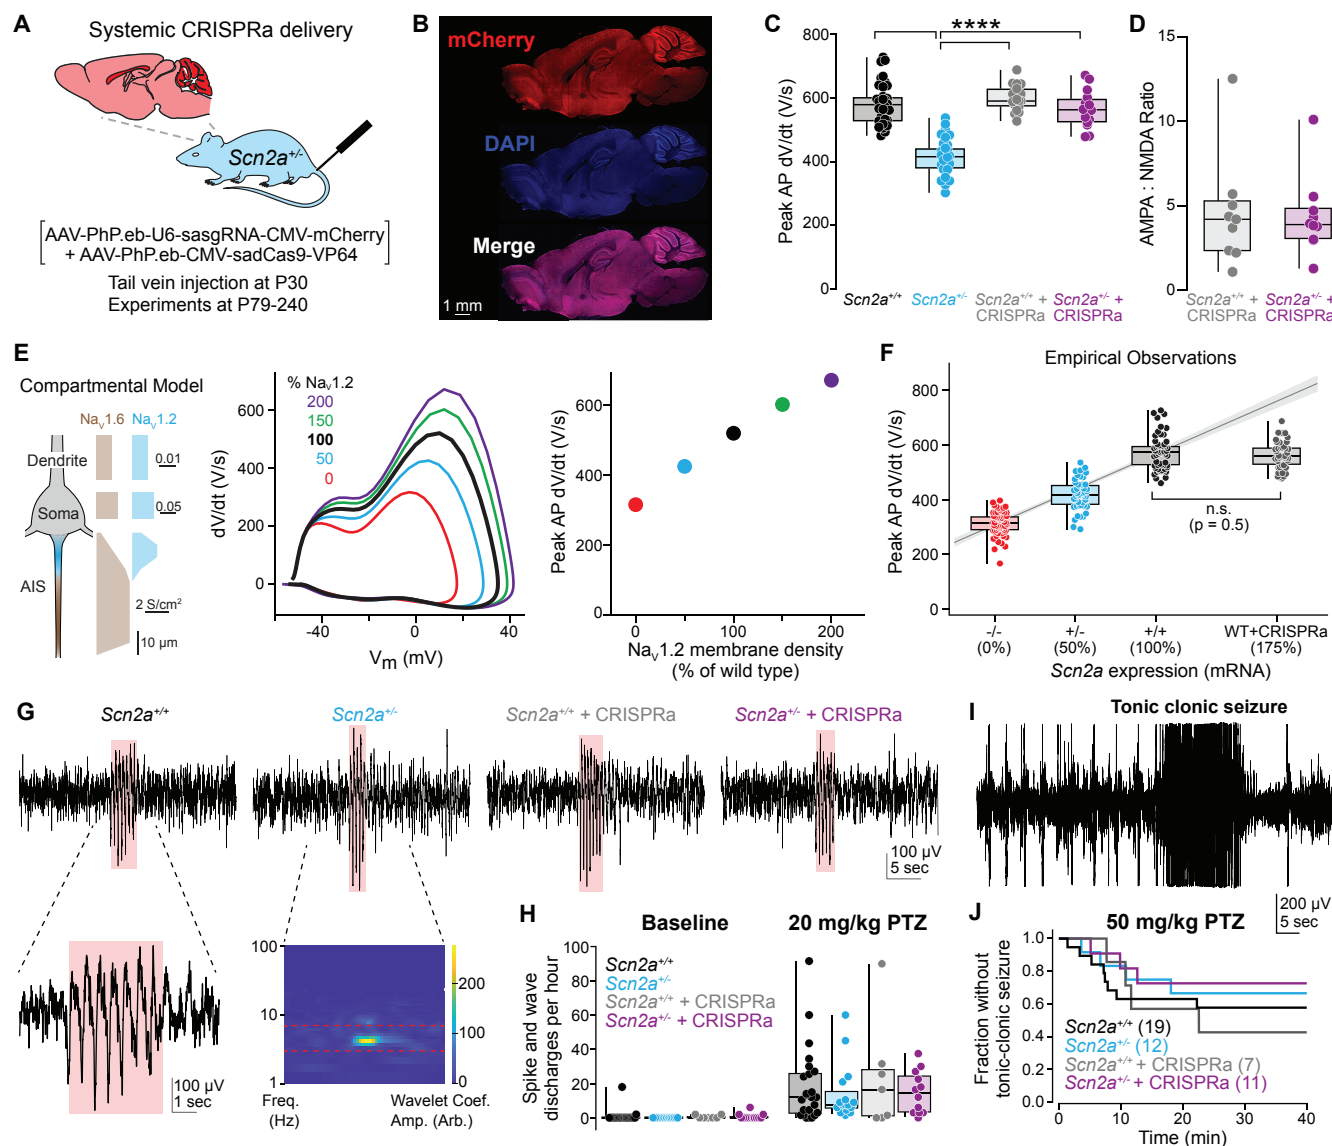 A
Systemic CRISPRa delivery
Scn2a+/-
AAV-PhP.eb-U6-sasgRNA-CMV-mCherry
+ AAV-PhP.eb-CMV-sadCas9-VP64
Tail vein injection at P30
Experiments at P79-240
B
mCherry
DAPI
Merge
1 mm
C
****
Peak AP dV/dt (V/s)
800
600
400
200
0
Scn2a+/+
Scn2a+/-
Scn2a+/+ +
CRISPRa
Scn2a+/- +
CRISPRa
D
AMPA : NMDA Ratio
15
10
5
0
Scn2a+/+ +
CRISPRa
Scn2a+/- +
CRISPRa
E
Compartmental Model
NaV1.6
NaV1.2
Dendrite
0.01
Soma
0.05
AIS
2 S/cm2
10 µm
% NaV1.2
200
150
100
50
0
dV/dt (V/s)
600
400
200
0
-40
0
40
Vm (mV)
Peak AP dV/dt (V/s)
600
400
200
0
0
100
200
NaV1.2 membrane density
(% of wild type)
F
Empirical Observations
Peak AP dV/dt (V/s)
800
600
400
200
0
n.s.
(p = 0.5)
-/-
(0%)
+/-
(50%)
+/+
(100%)
WT+CRISPRa
(175%)
Scn2a expression (mRNA)
G
Scn2a+/+
Scn2a+/-
Scn2a+/+ + CRISPRa
Scn2a+/- + CRISPRa
100 µV
5 sec
100 µV
1 sec
100
10
1
Freq.
(Hz)
200
100
0
Wavelet Coef.
Amp. (Arb.)
H
Baseline
20 mg/kg PTZ
Spike and wave
discharges per hour
100
80
60
40
20
0
Scn2a+/+
Scn2a+/-
Scn2a+/+ + CRISPRa
Scn2a+/- + CRISPRa
I
Tonic clonic seizure
200 µV
5 sec
J
50 mg/kg PTZ
Fraction without
tonic-clonic seizure
1.0
0.8
0.6
0.4
0.2
0.0
Scn2a+/+ (19)
Scn2a+/- (12)
Scn2a+/+ + CRISPRa (7)
Scn2a+/- + CRISPRa (11)
0
10
20
30
40
Time (min)